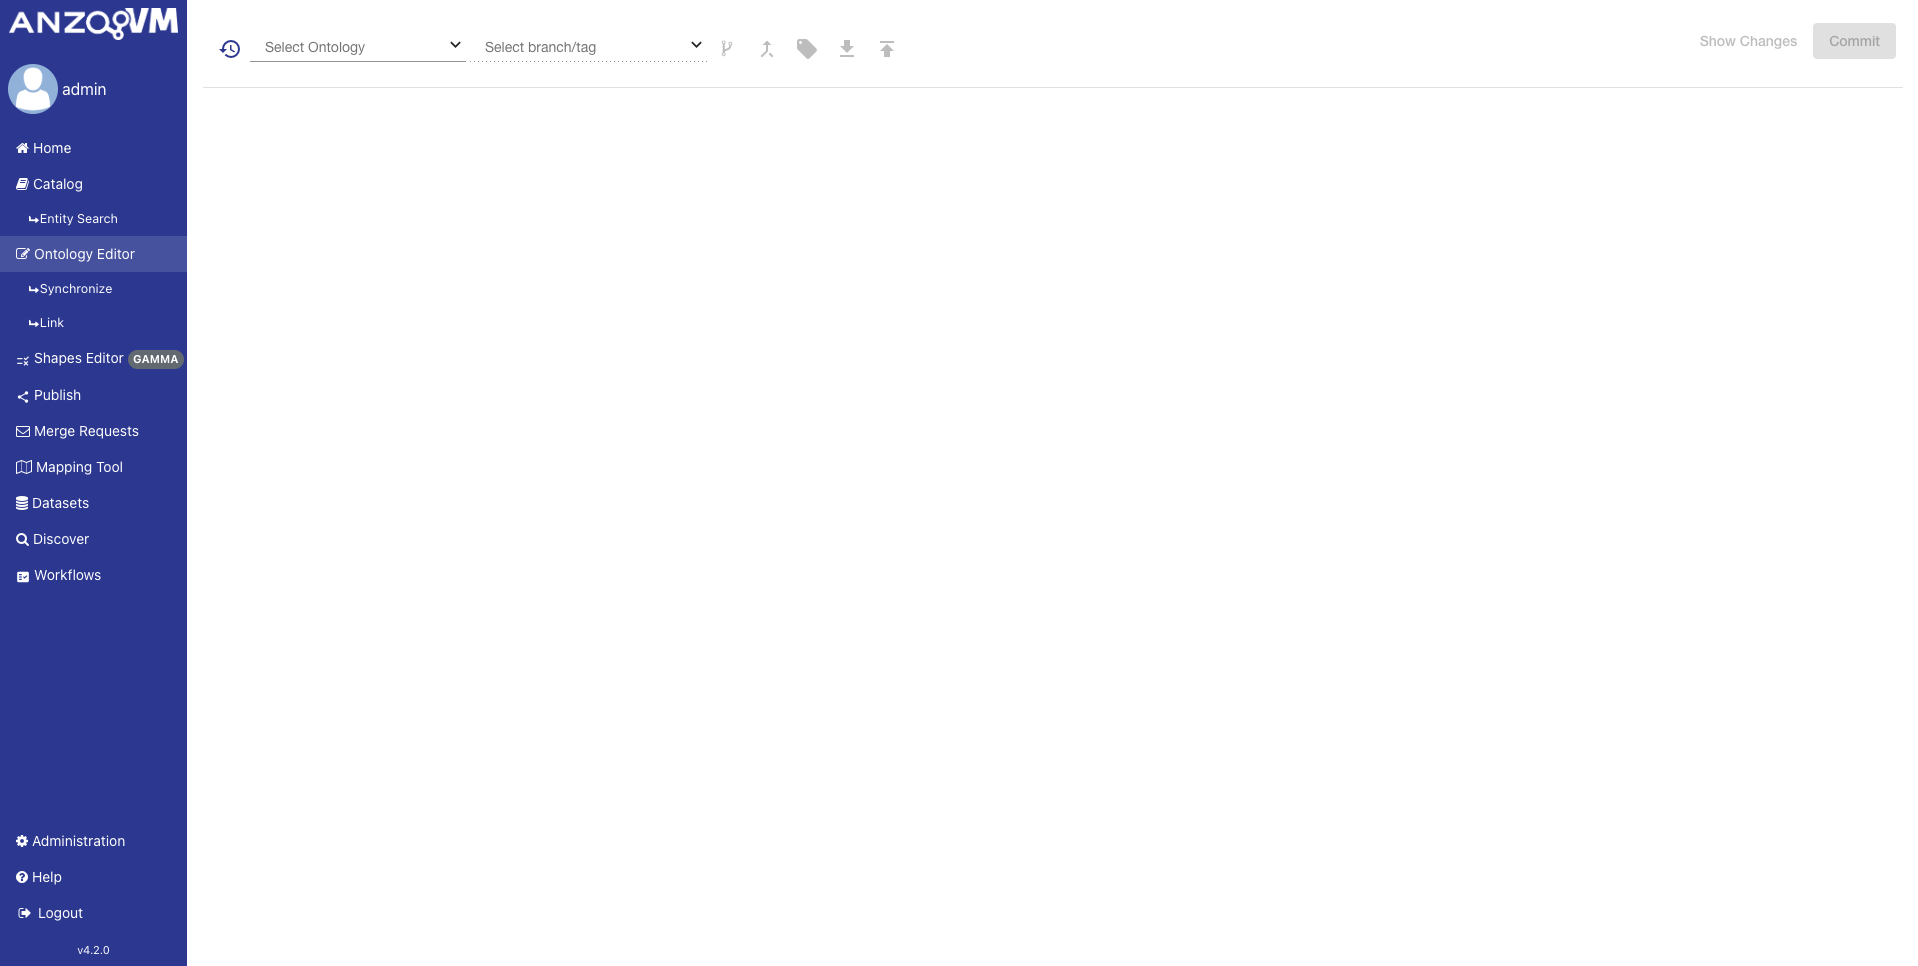 ANZOVM
admin
Home
Catalog
Entity Search
Ontology Editor
Synchronize
Link
Shapes Editor GAMMA
Publish
Merge Requests
Mapping Tool
Datasets
Discover
Workflows
Administration
Help
Logout
v4.2.0
Select Ontology
Select branch/tag
Show Changes
Commit